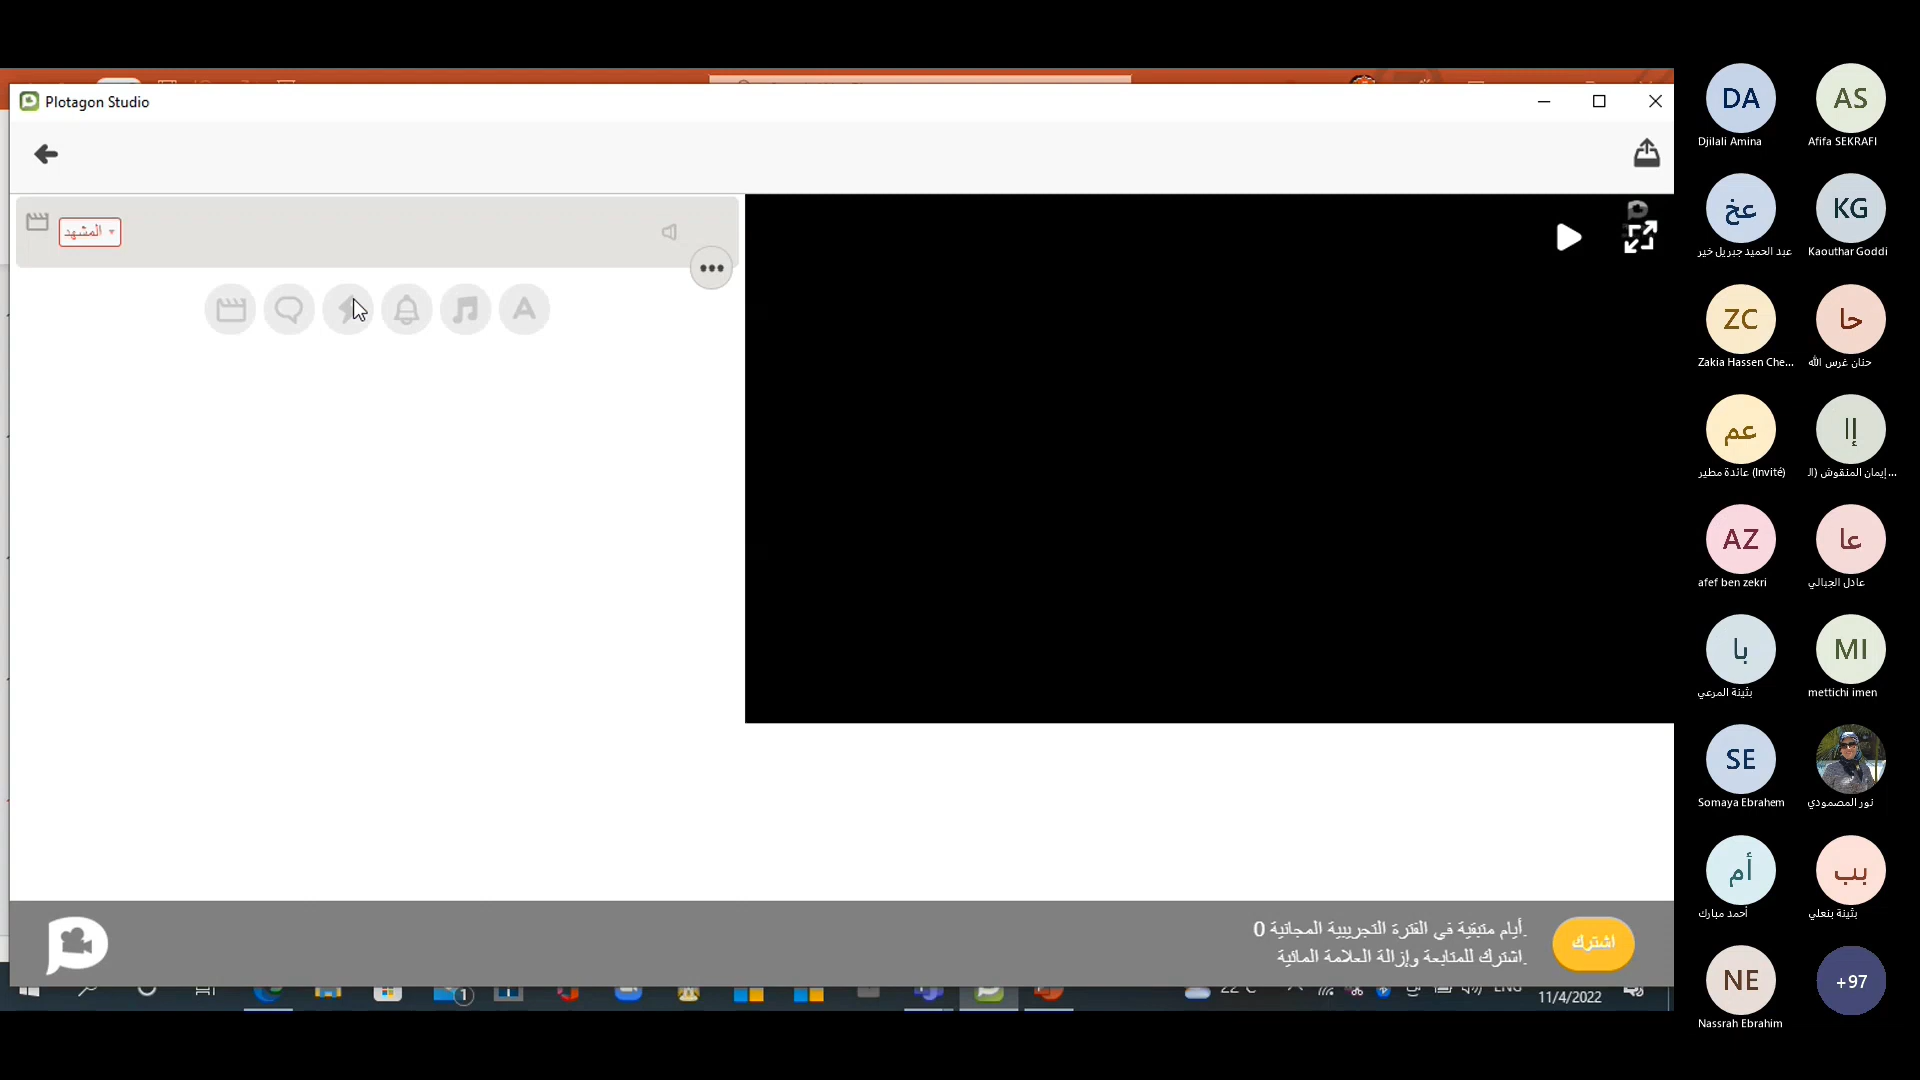 Plotagon Studio
المشهد
أيام متبقية في الفترة التجريبية المجانية 0.
اشترك للمتابعة وإزالة العلامة المائية.
اشترك
1
22°C
ENG
11/4/2022
DA
Djilali Amina
AS
Afifa SEKRAFI
عخ
عبد الحميد جبريل خير
KG
Kaouthar Goddi
ZC
Zakia Hassen Che...
حا
حنان غرس الله
عم
عائدة مطير (Invité)
إا
إيمان المنقوش (ال...
AZ
afef ben zekri
عا
عادل الجبالي
با
بثينة المرعي
MI
mettichi imen
SE
Somaya Ebrahem
نور المصمودي
أم
أحمد مبارك
بب
بثينة بنعلي
NE
Nassrah Ebrahim
+97